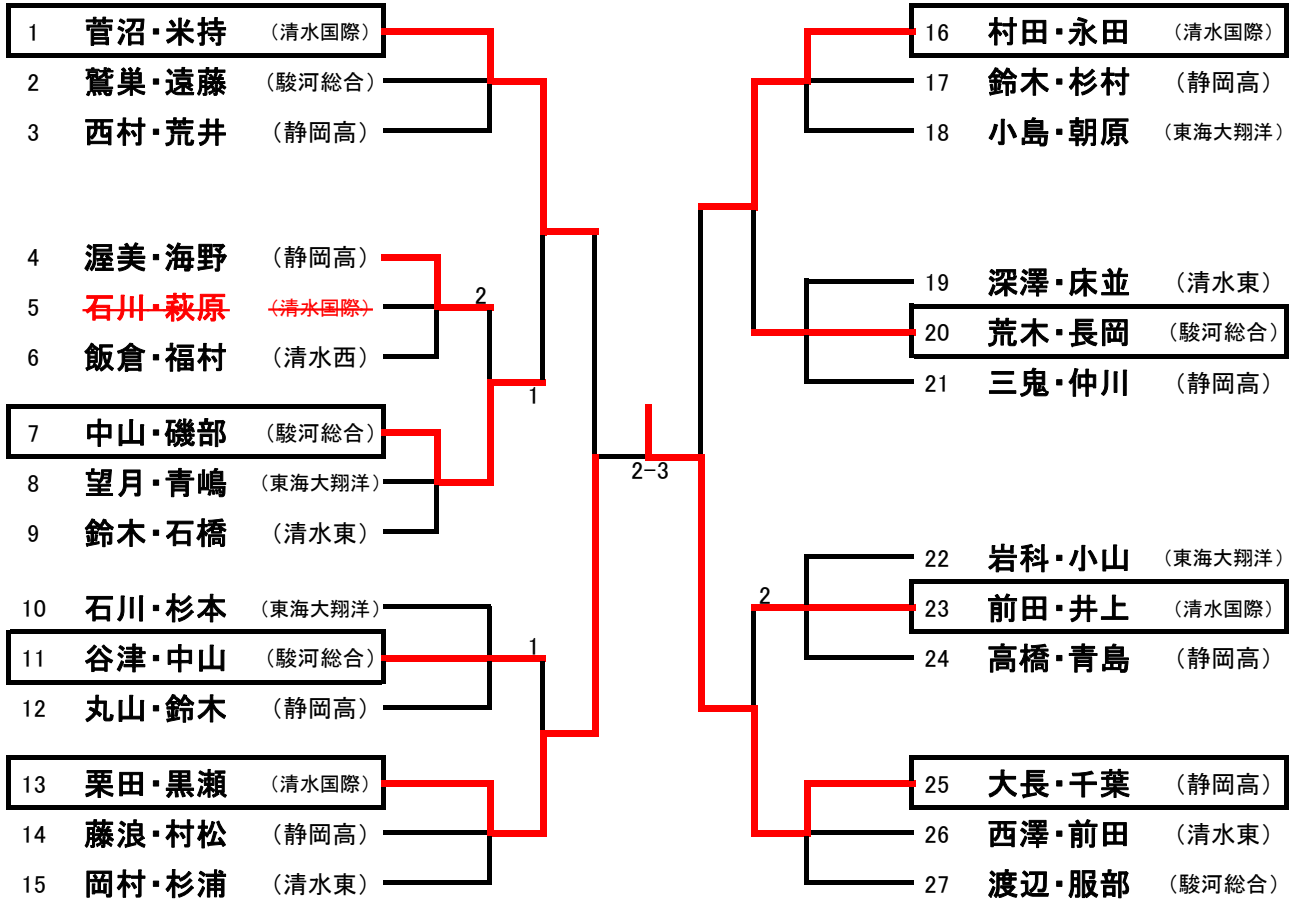 1 菅沼・米持 (清水国際)
2 鷲巣・遠藤 (駿河総合)
3 西村・荒井 (静岡高)
4 渥美・海野 (静岡高)
5 石川・萩原 (清水国際)
6 飯倉・福村 (清水西)
7 中山・磯部 (駿河総合)
8 望月・青嶋 (東海大翔洋)
9 鈴木・石橋 (清水東)
10 石川・杉本 (東海大翔洋)
11 谷津・中山 (駿河総合)
12 丸山・鈴木 (静岡高)
13 栗田・黒瀬 (清水国際)
14 藤浪・村松 (静岡高)
15 岡村・杉浦 (清水東)
2
1
1
2-3
2
16 村田・永田 (清水国際)
17 鈴木・杉村 (静岡高)
18 小島・朝原 (東海大翔洋)
19 深澤・床並 (清水東)
20 荒木・長岡 (駿河総合)
21 三鬼・仲川 (静岡高)
22 岩科・小山 (東海大翔洋)
23 前田・井上 (清水国際)
24 高橋・青島 (静岡高)
25 大長・千葉 (静岡高)
26 西澤・前田 (清水東)
27 渡辺・服部 (駿河総合)